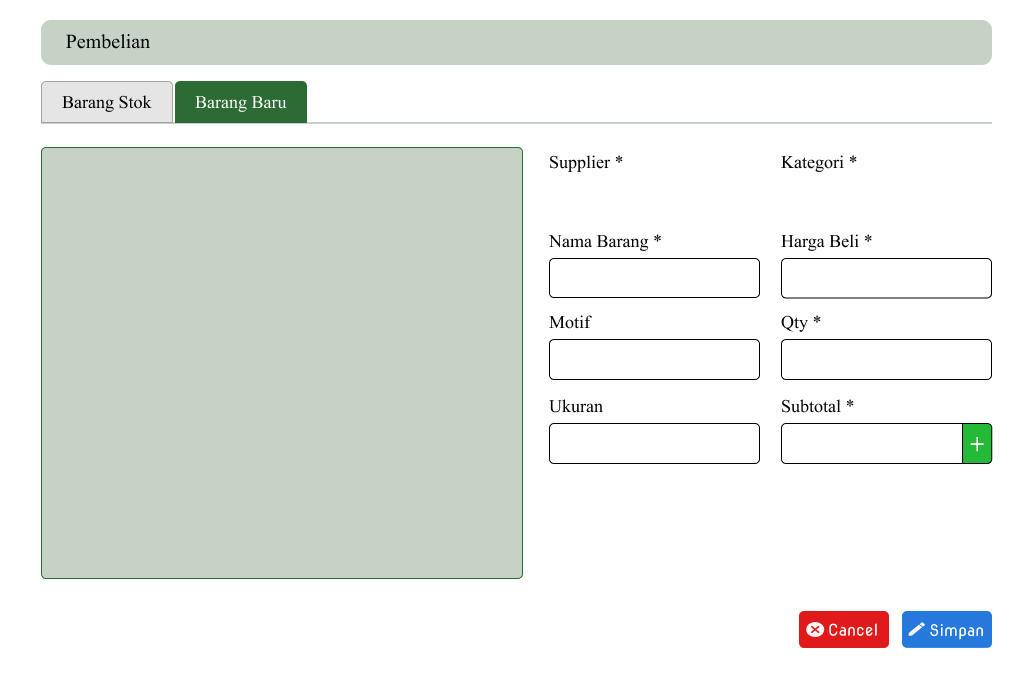 Pembelian
Barang Stok
Barang Baru
Supplier *
Kategori *
Nama Barang *
Harga Beli *
Motif
Qty *
Ukuran
Subtotal *
+
Cancel
Simpan